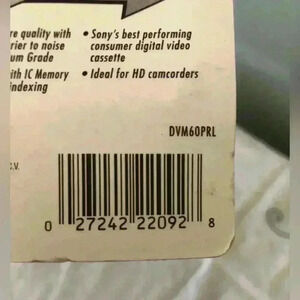 re quality with
rier to noise
um Grade
ith IC Memory
indexing
• Sony's best performing
consumer digital video
cassette
• Ideal for HD camcorders
DVM60PRL
C.V.
0 27242 22092 8